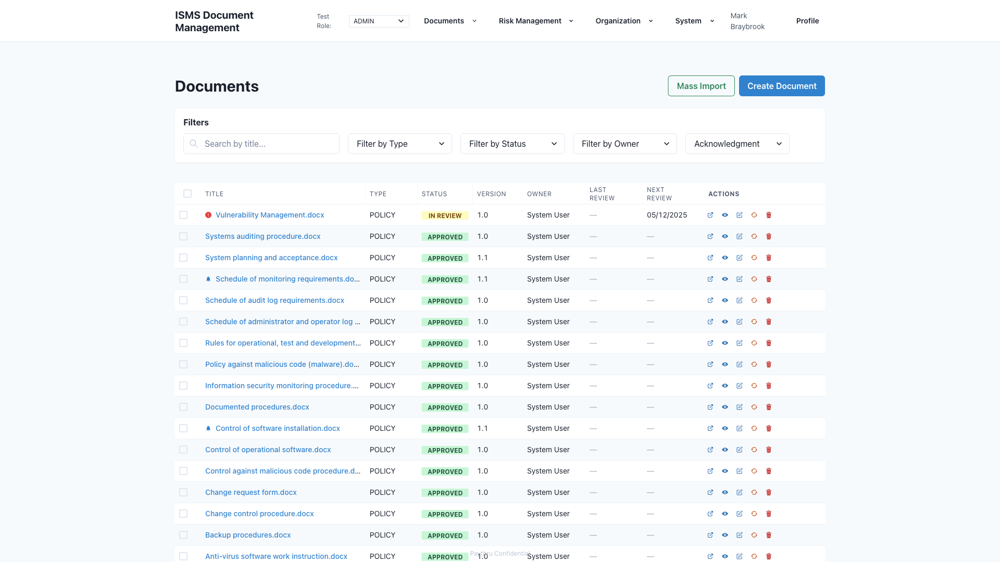 ISMS Document
Management
Test
Role:
ADMIN
Documents
Risk Management
Organization
System
Mark
Braybrook
Profile
Documents
Mass Import
Create Document
Filters
Search by title...
Filter by Type
Filter by Status
Filter by Owner
Acknowledgment
TITLE TYPE STATUS VERSION OWNER LAST REVIEW NEXT REVIEW ACTIONS
Vulnerability Management.docx POLICY IN REVIEW 1.0 System User — 05/12/2025
Systems auditing procedure.docx POLICY APPROVED 1.0 System User — —
System planning and acceptance.docx POLICY APPROVED 1.1 System User — —
Schedule of monitoring requirements.do... POLICY APPROVED 1.1 System User — —
Schedule of audit log requirements.docx POLICY APPROVED 1.0 System User — —
Schedule of administrator and operator log ... POLICY APPROVED 1.0 System User — —
Rules for operational, test and development... POLICY APPROVED 1.0 System User — —
Policy against malicious code (malware).do... POLICY APPROVED 1.0 System User — —
Information security monitoring procedure.... POLICY APPROVED 1.0 System User — —
Documented procedures.docx POLICY APPROVED 1.0 System User — —
Control of software installation.docx POLICY APPROVED 1.1 System User — —
Control of operational software.docx POLICY APPROVED 1.0 System User — —
Control against malicious code procedure.d... POLICY APPROVED 1.0 System User — —
Change request form.docx POLICY APPROVED 1.0 System User — —
Change control procedure.docx POLICY APPROVED 1.0 System User — —
Backup procedures.docx POLICY APPROVED 1.0 System User — —
Paythru Confidential
Anti-virus software work instruction.docx POLICY APPROVED 1.0 System User — —